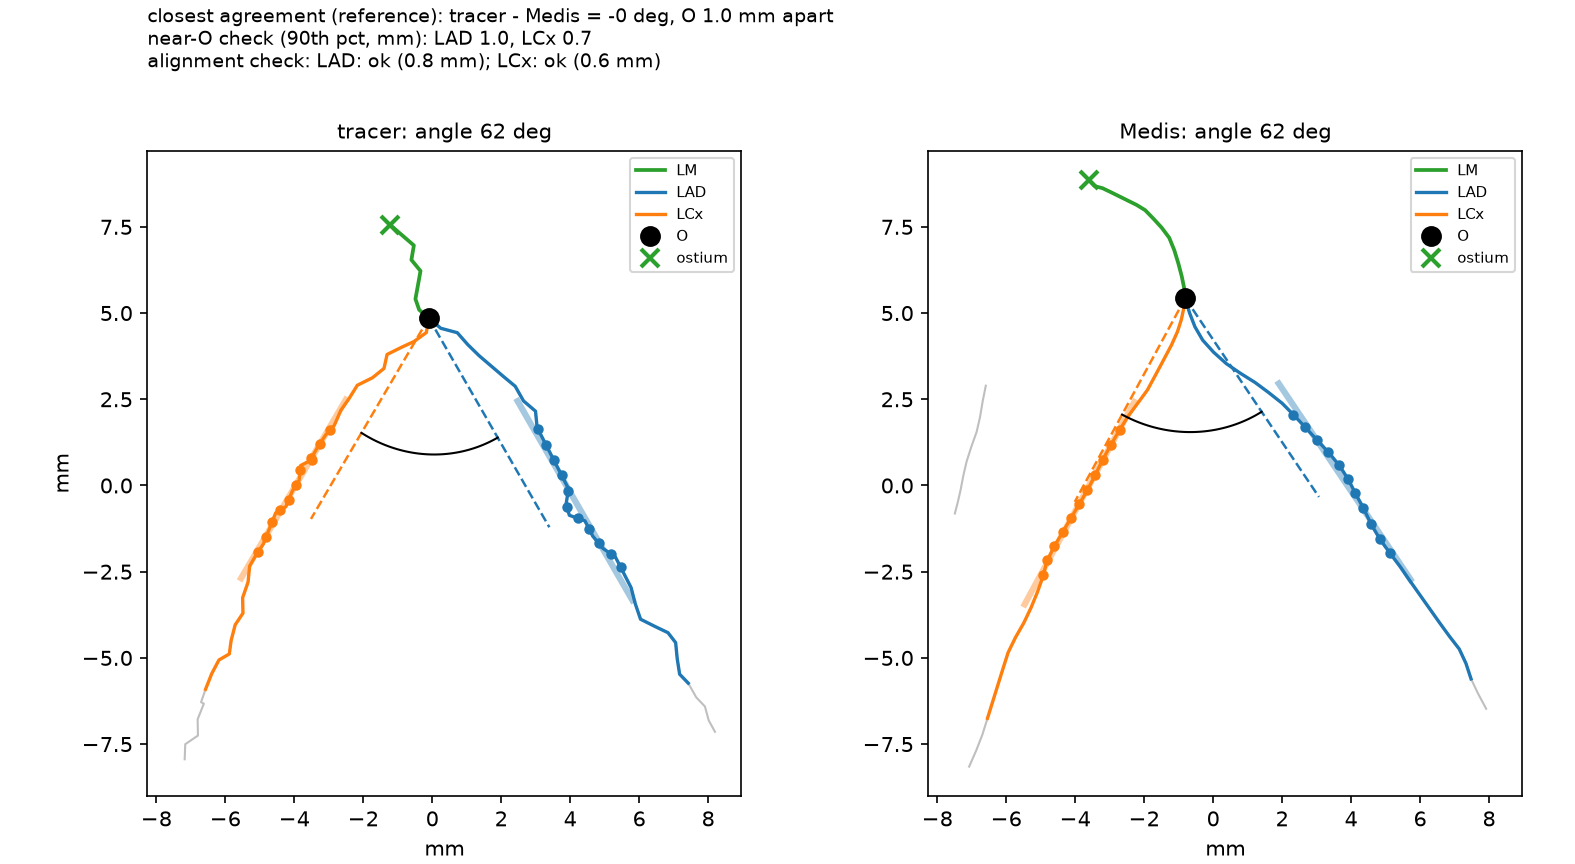 closest agreement (reference): tracer - Medis = -0 deg, O 1.0 mm apart
near-O check (90th pct, mm): LAD 1.0, LCx 0.7
alignment check: LAD: ok (0.8 mm); LCx: ok (0.6 mm)
tracer: angle 62 deg
LM
LAD
LCx
O
ostium
7.5
5.0
2.5
0.0
−2.5
−5.0
−7.5
mm
−8 −6 −4 −2 0 2 4 6 8
mm
Medis: angle 62 deg
LM
LAD
LCx
O
ostium
7.5
5.0
2.5
0.0
−2.5
−5.0
−7.5
−8 −6 −4 −2 0 2 4 6 8
mm